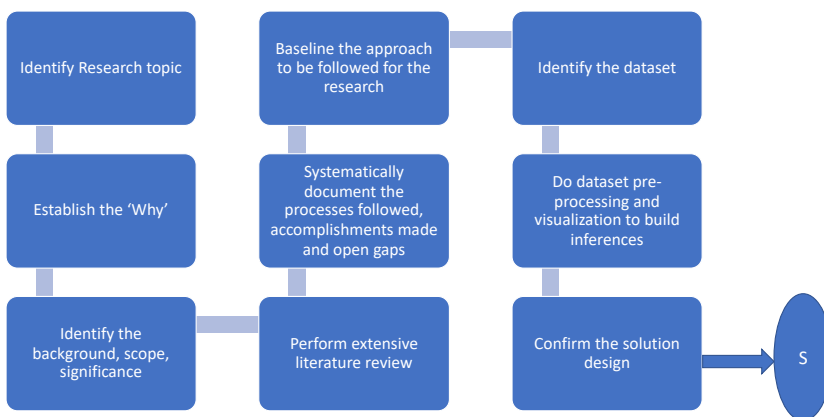 Identify Research topic
Establish the ‘Why’
Identify the
background, scope,
significance
Perform extensive
literature review
Systematically
document the
processes followed,
accomplishments made
and open gaps
Baseline the approach
to be followed for the
research
Identify the dataset
Do dataset pre-
processing and
visualization to build
inferences
Confirm the solution
design
S